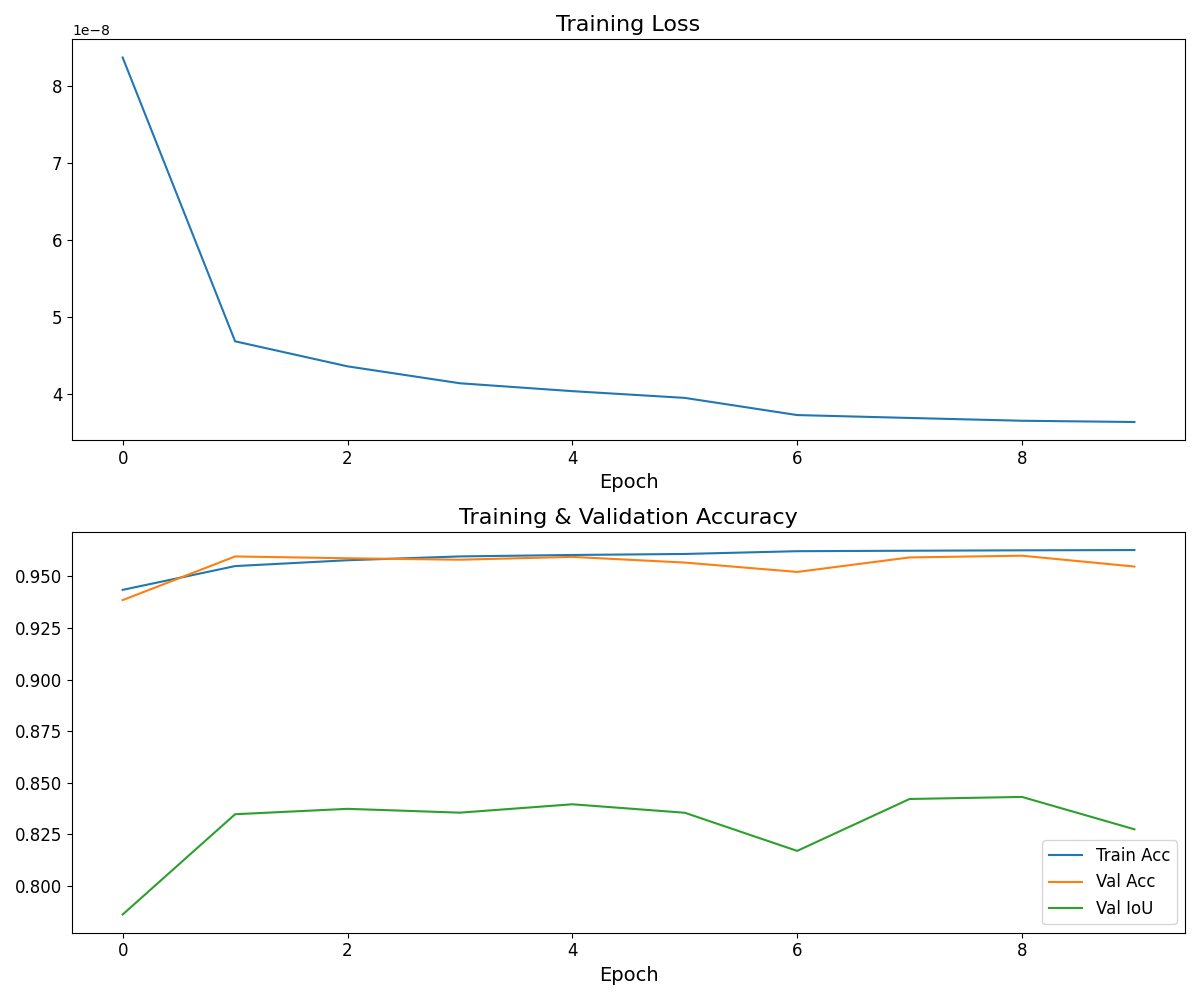 Training Loss
1e−8
8
7
6
5
4
0 2 4 6 8
Epoch
Training & Validation Accuracy
0.950
0.925
0.900
0.875
0.850
0.825
0.800
Train Acc
Val Acc
Val IoU
0 2 4 6 8
Epoch